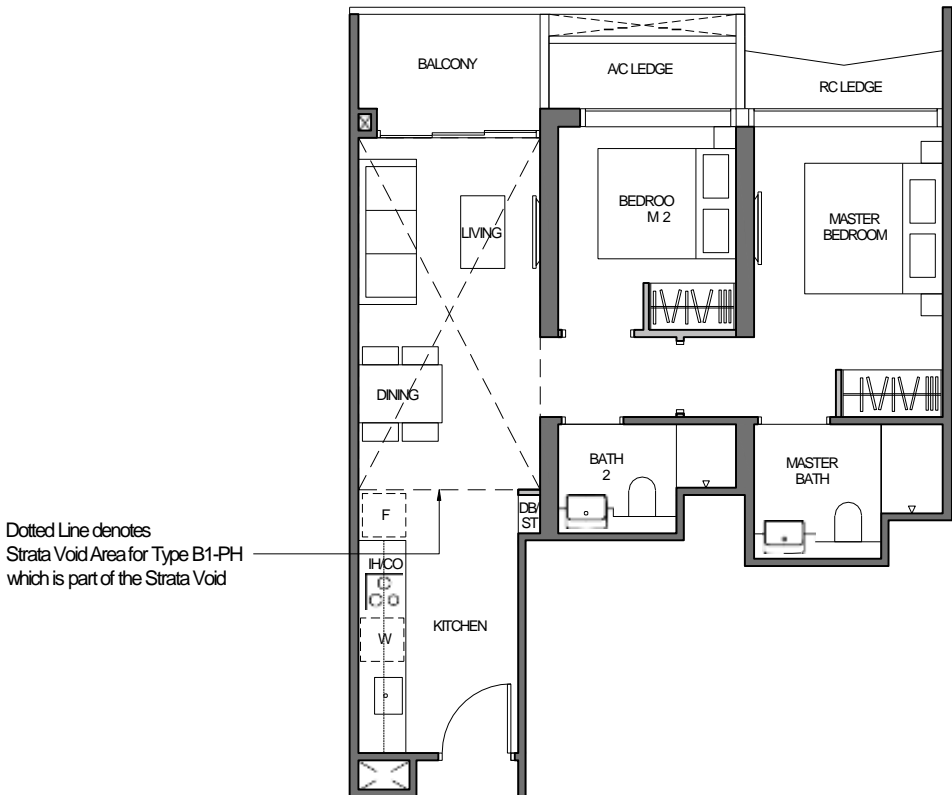 BALCONY
A/C LEDGE
RC LEDGE
BEDROO
M 2
LIVING
MASTER
BEDROOM
DINING
BATH
2
MASTER
BATH
F
DB/
ST
Dotted Line denotes
Strata Void Area for Type B1-PH
which is part of the Strata Void
IH/CO
KITCHEN
W